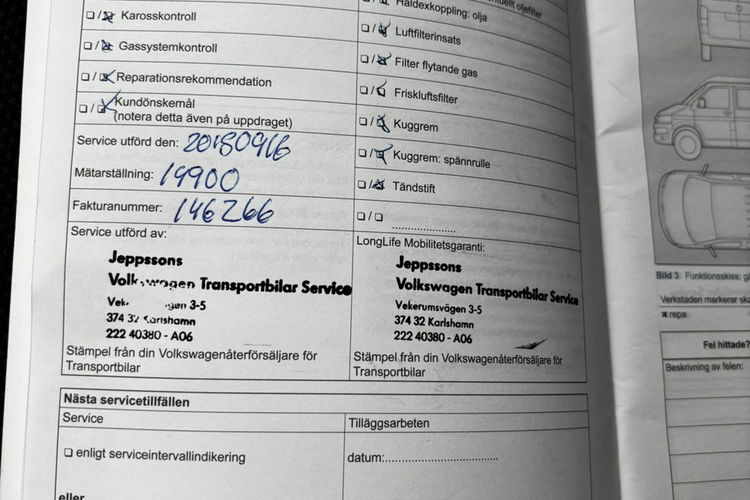 Karosskontroll
Gassystemkontroll
Reparationsrekommendation
Kundönskemål
(notera detta även på uppdraget)
Service utförd den: 20180916
Mätarställning: 14900
Fakturanummer: 146266
Service utförd av:
Jeppssons
Volkswagen Transportbilar Service
3-5
374 32 Karlshamn
222 40380 - A06
Stämpel från din Volkswagenåterförsäljare för
Transportbilar
Haldexkoppling: olja
Luftfilterinsats
Filter flytande gas
Friskluftsfilter
Kuggrem
Kuggrem: spännrulle
Tändstift
LongLife Mobilitetsgaranti:
Jeppssons
Volkswagen Transportbilar Service
Vekerumsvägen 3-5
374 32 Karlshamn
222 40380 - A06
Stämpel från din Volkswagenåterförsäljare för
Transportbilar
Nästa servicetillfällen
Service
Tilläggsarbeten
enligt serviceintervallindikering
datum:
eller
Bild 3 Funktionsskiss:
Verkstaden markerar
x repa
Fel hittade?
Beskrivning av felen: